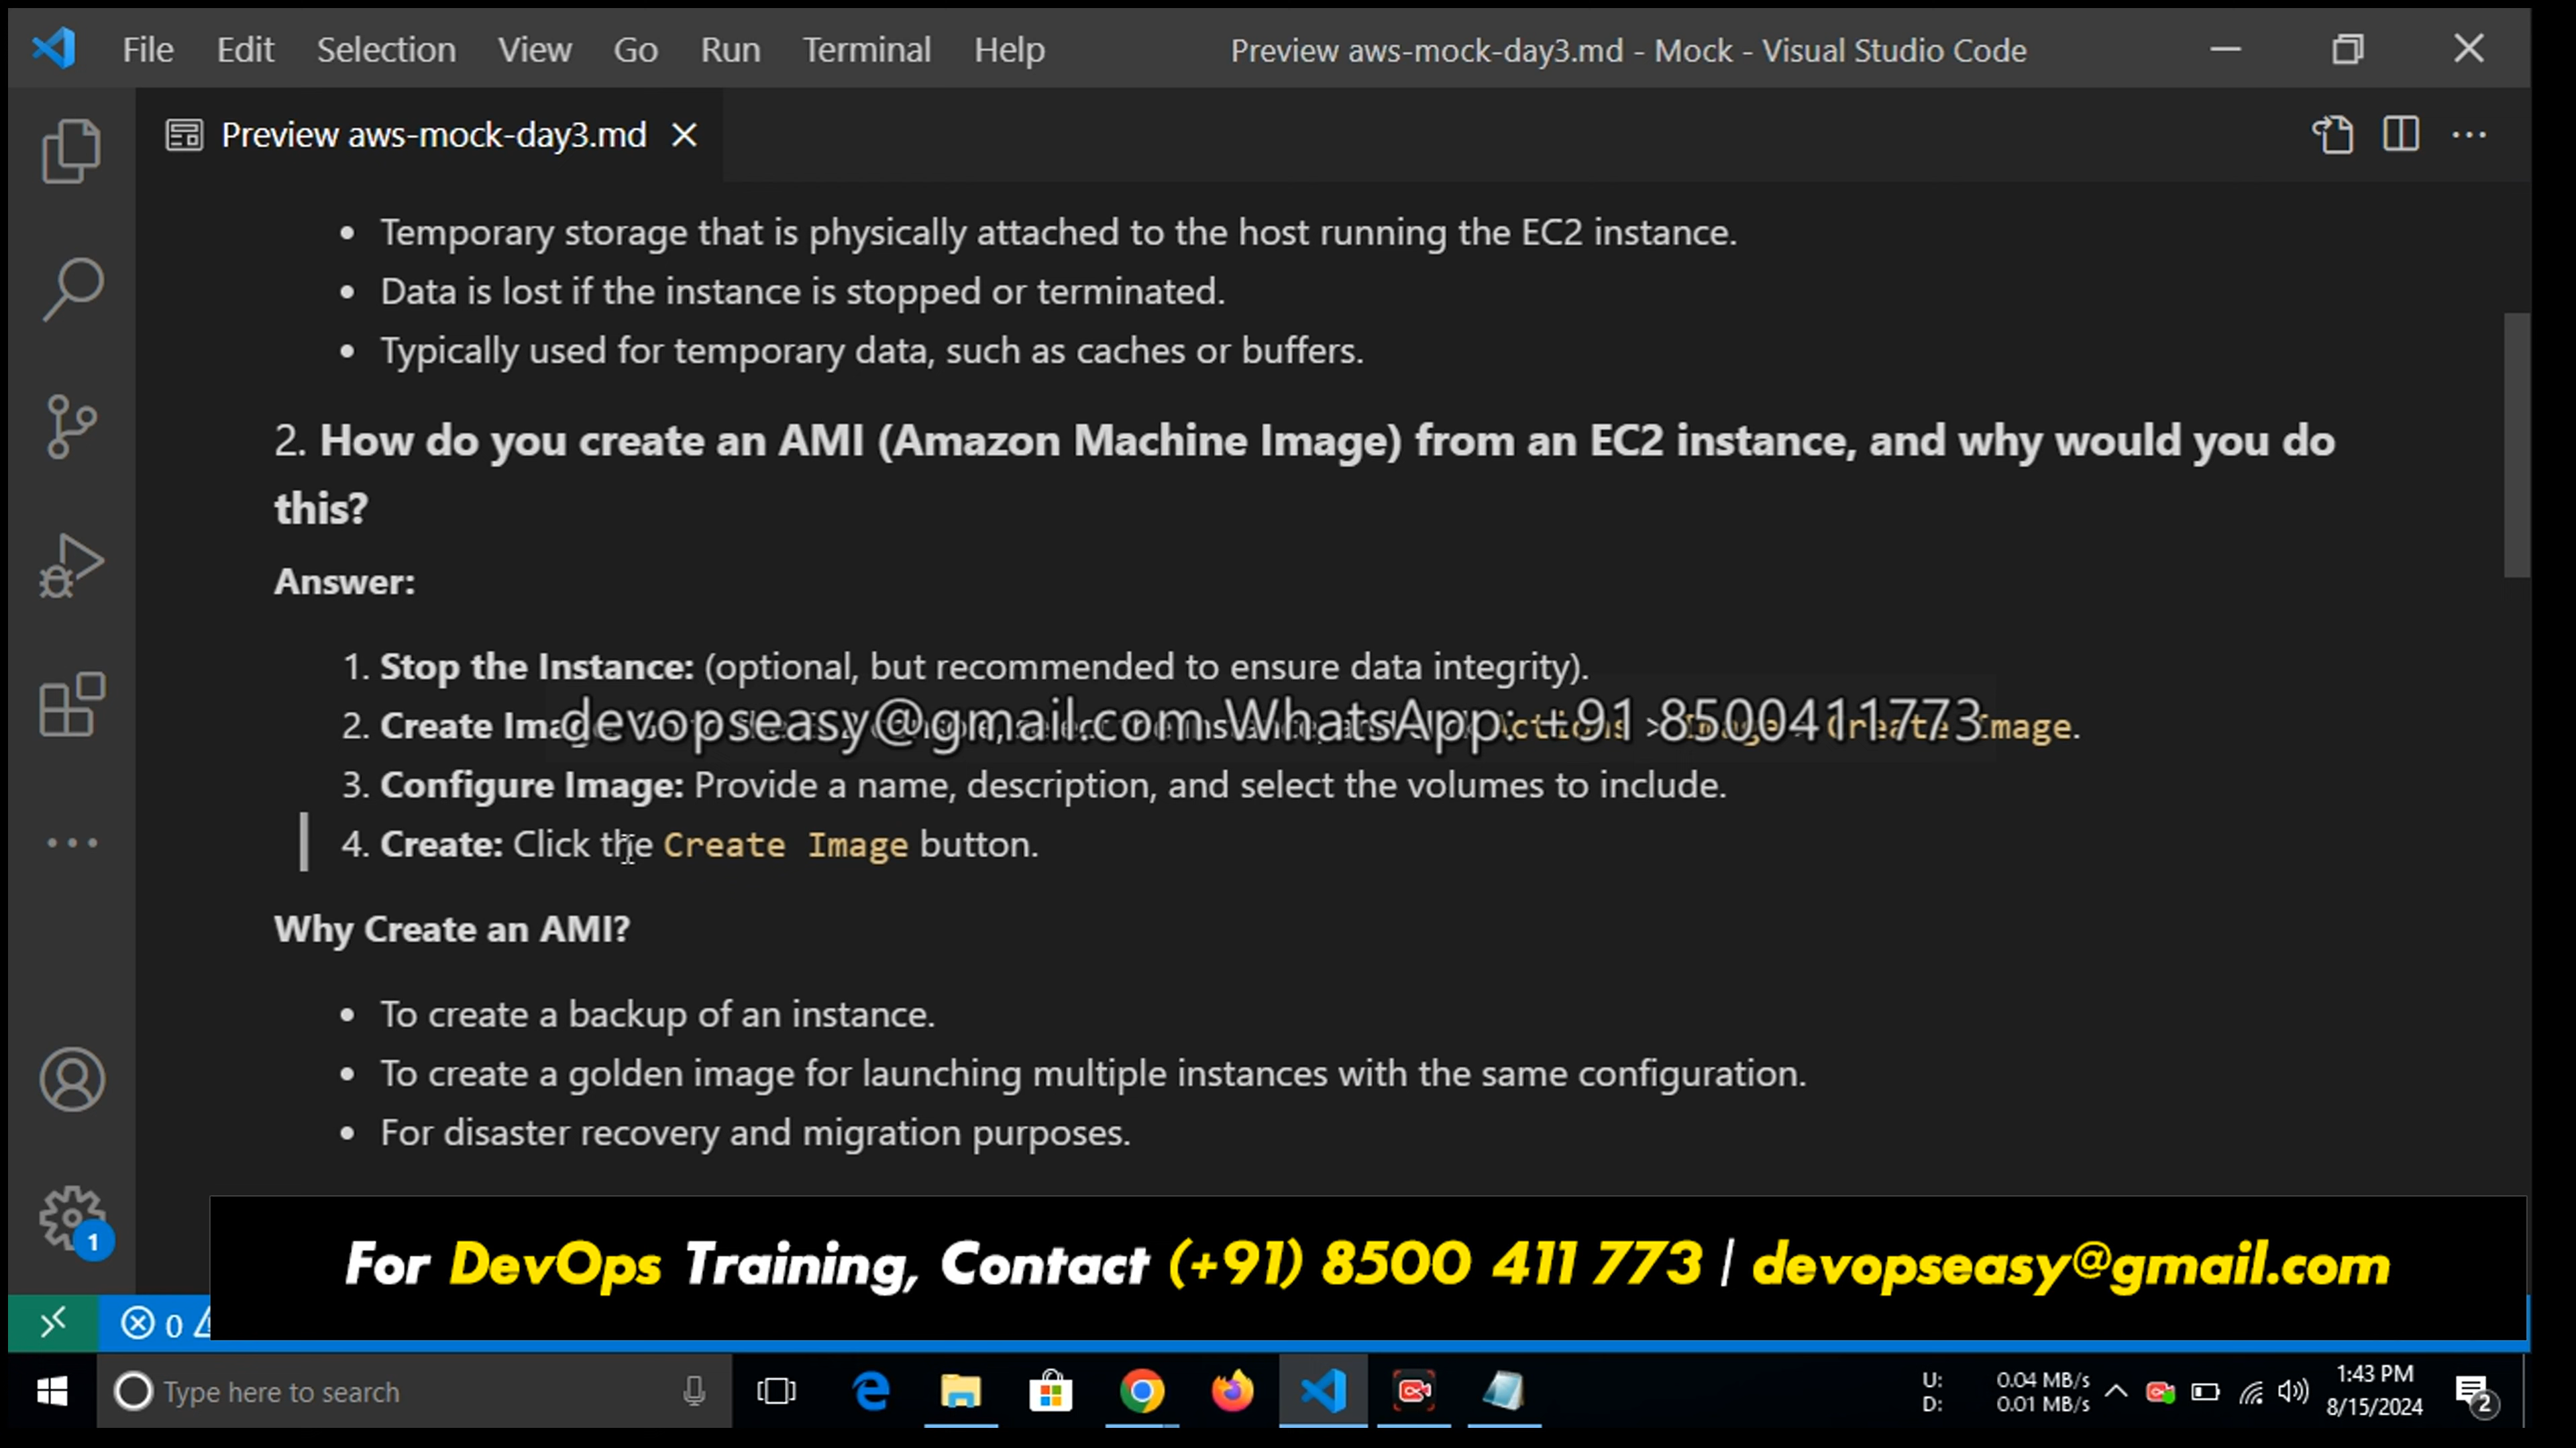 File Edit Selection View Go Run Terminal Help Preview aws-mock-day3.md - Mock - Visual Studio Code
Preview aws-mock-day3.md
• Temporary storage that is physically attached to the host running the EC2 instance.
• Data is lost if the instance is stopped or terminated.
• Typically used for temporary data, such as caches or buffers.
2. How do you create an AMI (Amazon Machine Image) from an EC2 instance, and why would you do
this?
Answer:
1. Stop the Instance: (optional, but recommended to ensure data integrity).
2. Create Image Actions > Image > Create Image.
devopseasy@gmail.com WhatsApp: +91 8500411773
3. Configure Image: Provide a name, description, and select the volumes to include.
4. Create: Click the Create Image button.
Why Create an AMI?
• To create a backup of an instance.
• To create a golden image for launching multiple instances with the same configuration.
• For disaster recovery and migration purposes.
1
For DevOps Training, Contact (+91) 8500 411 773 | devopseasy@gmail.com
0
Type here to search
U: 0.04 MB/s
D: 0.01 MB/s
1:43 PM
8/15/2024
2